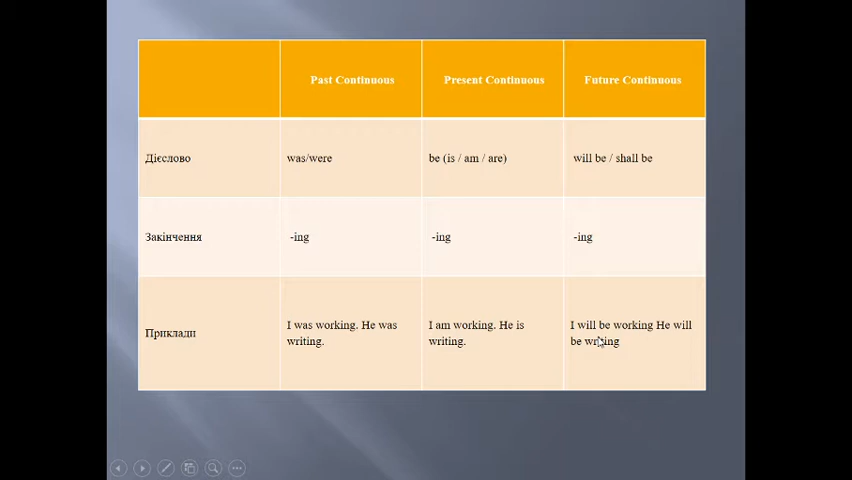 Past Continuous Present Continuous Future Continuous
Дієслово was/were be (is / am / are) will be / shall be
Закінчення -ing -ing -ing
Приклади
I was working. He was
writing.
I am working. He is
writing.
I will be working He will
be writing